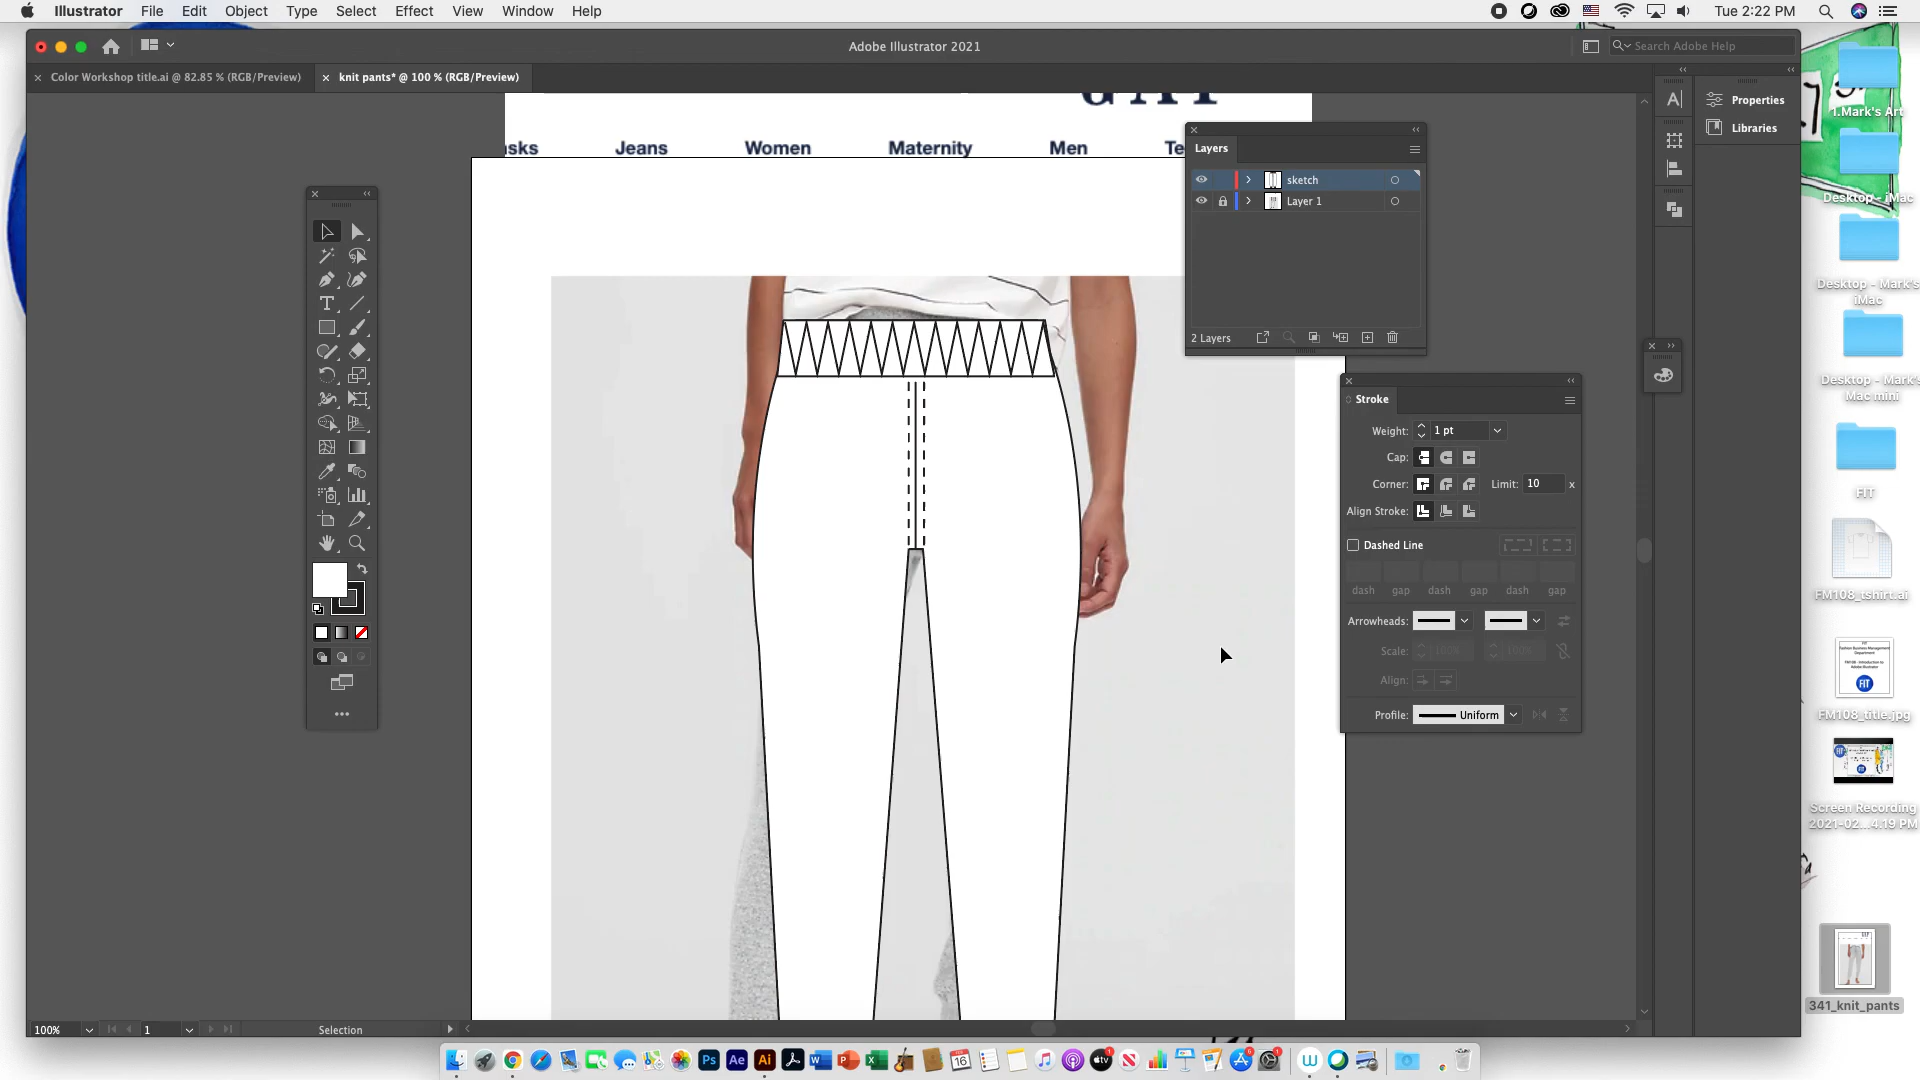 Illustrator File Edit Object Type Select Effect View Window Help Tue 2:22 PM
Adobe Illustrator 2021 Search Adobe Help
Color Workshop title.ai @ 82.85 % (RGB/Preview) knit pants* @ 100 % (RGB/Preview)
GAP
Jeans Women Maternity Men
Layers
sketch
Layer 1
2 Layers
Stroke
Weight: 1 pt
Cap:
Corner: Limit: 10 x
Align Stroke:
Dashed Line
dash gap dash gap dash gap
Arrowheads:
Scale: 100% 100%
Align:
Profile: Uniform
Properties
Libraries
I.Mark's Art
Desktop - iMac
Desktop - Mark's
iMac
Desktop - Mark's
Mac mini
FIT
FM108_tshirt.ai
FIT
FM108_title.jpg
Screen Recording
2021-02...4.19 PM
341_knit_pants
100% 1 Selection